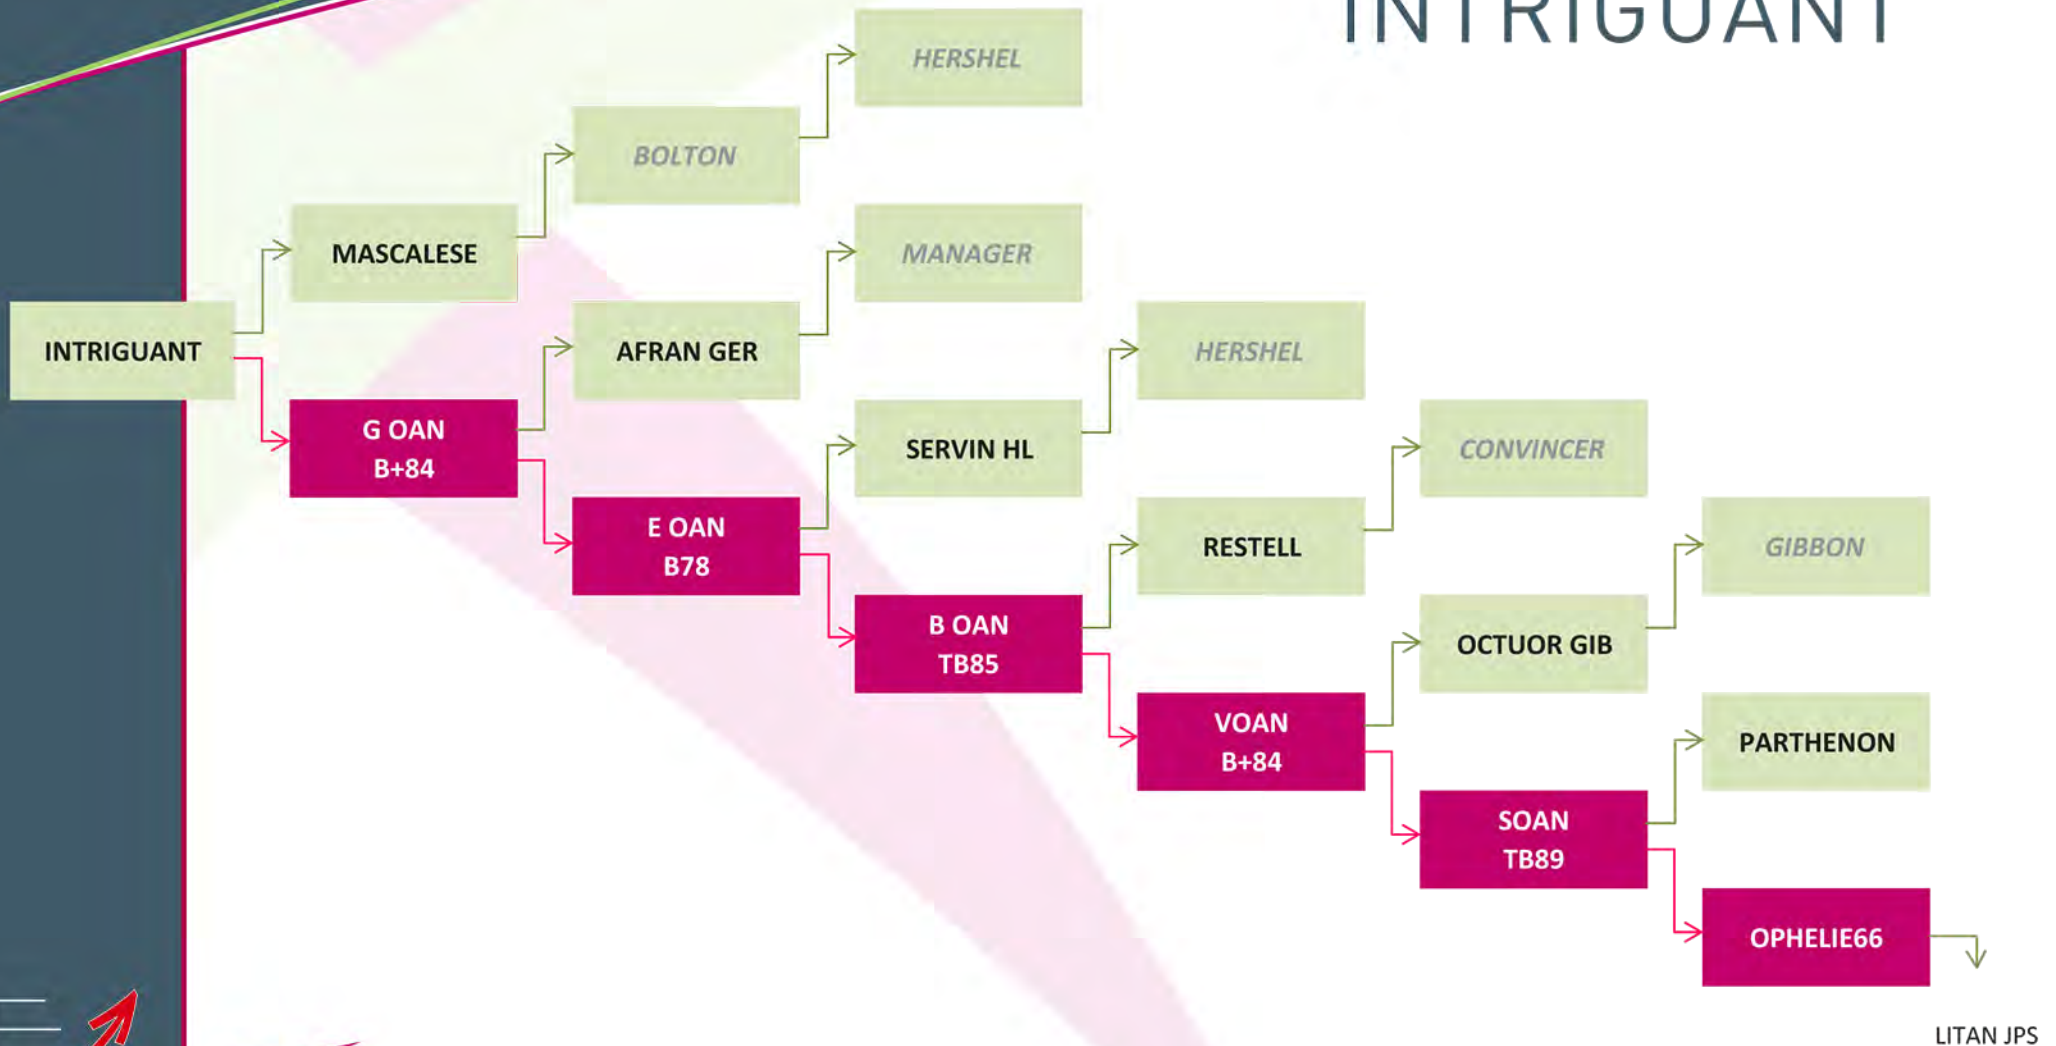 INTRIGUANT
HERSHEL
BOLTON
MASCALESE
MANAGER
INTRIGUANT
AFRAN GER
HERSHEL
G OAN
B+84
SERVIN HL
CONVINCER
E OAN
B78
RESTELL
GIBBON
B OAN
TB85
OCTUOR GIB
VOAN
B+84
PARTHENON
SOAN
TB89
OPHELIE66
LITAN JPS